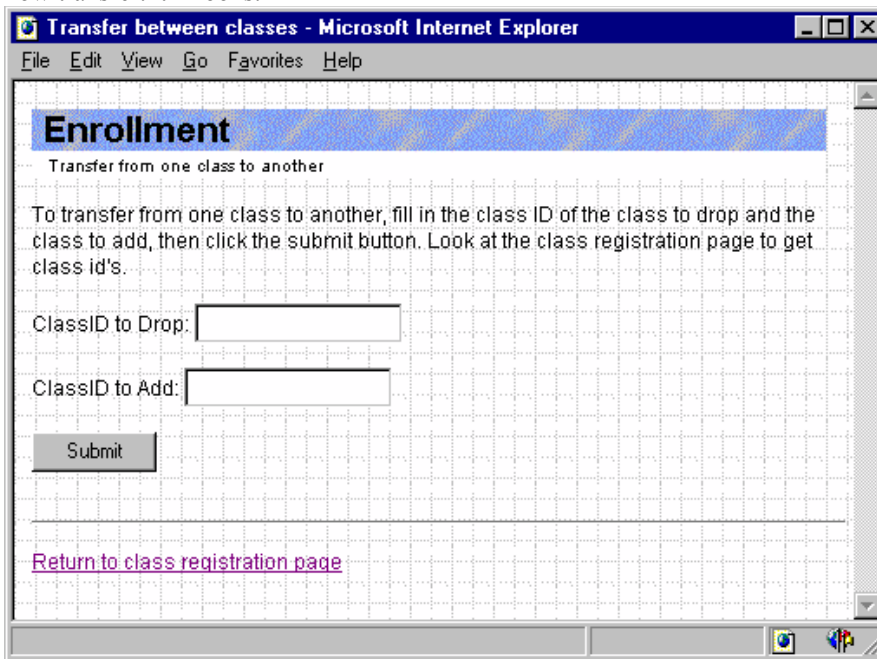 Transfer between classes - Microsoft Internet Explorer
File Edit View Go Favorites Help
Enrollment
Transfer from one class to another
To transfer from one class to another, fill in the class ID of the class to drop and the
class to add, then click the submit button. Look at the class registration page to get
class id's.
ClassID to Drop:
ClassID to Add:
Submit
Return to class registration page